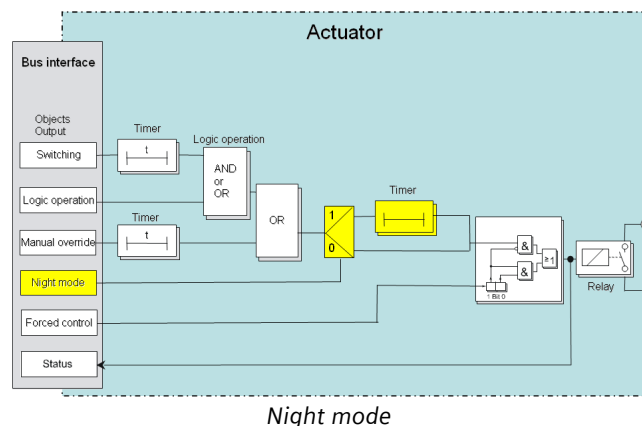 Actuator
Bus interface
Objects
Output
Timer
Logic operation
Switching
t
AND
or
OR
Logic operation
OR
Timer
1
0
Timer
Manual override
t
Night mode
&
&
≥1
1 Bit 0
Relay
Forced control
Status
Night mode